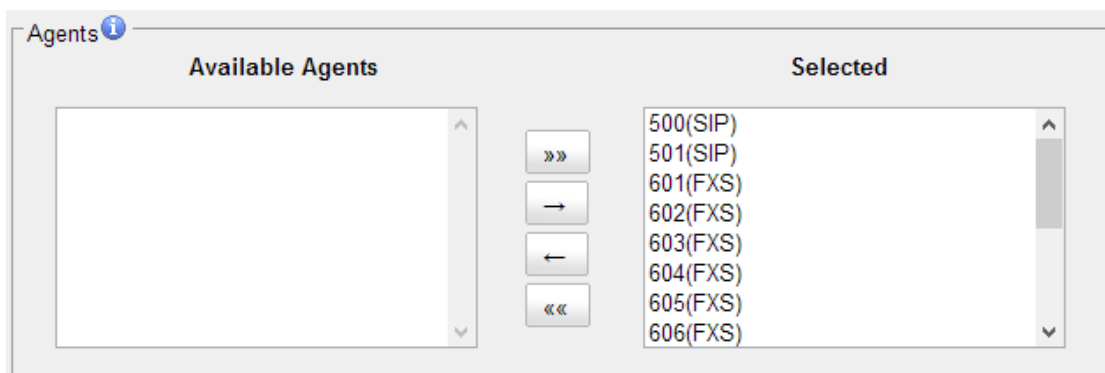 Agents
Available Agents
Selected
500(SIP)
501(SIP)
601(FXS)
602(FXS)
603(FXS)
604(FXS)
605(FXS)
606(FXS)
»»
→
←
««